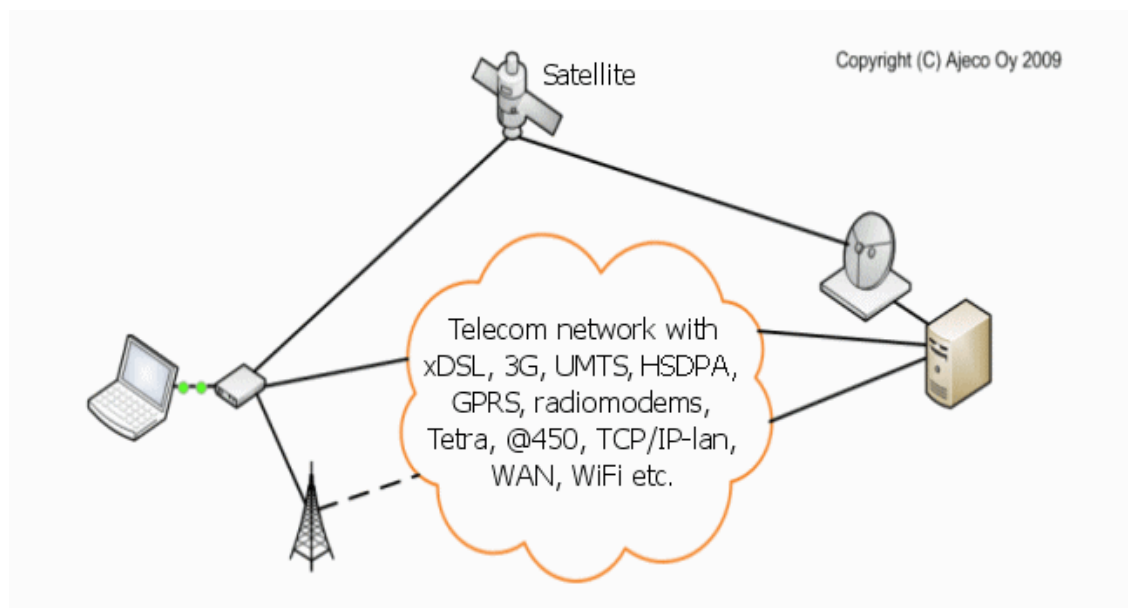 Satellite
Copyright (C) Ajeco Oy 2009
Telecom network with
xDSL, 3G, UMTS, HSDPA,
GPRS, radiomodems,
Tetra, @450, TCP/IP-lan,
WAN, WiFi etc.